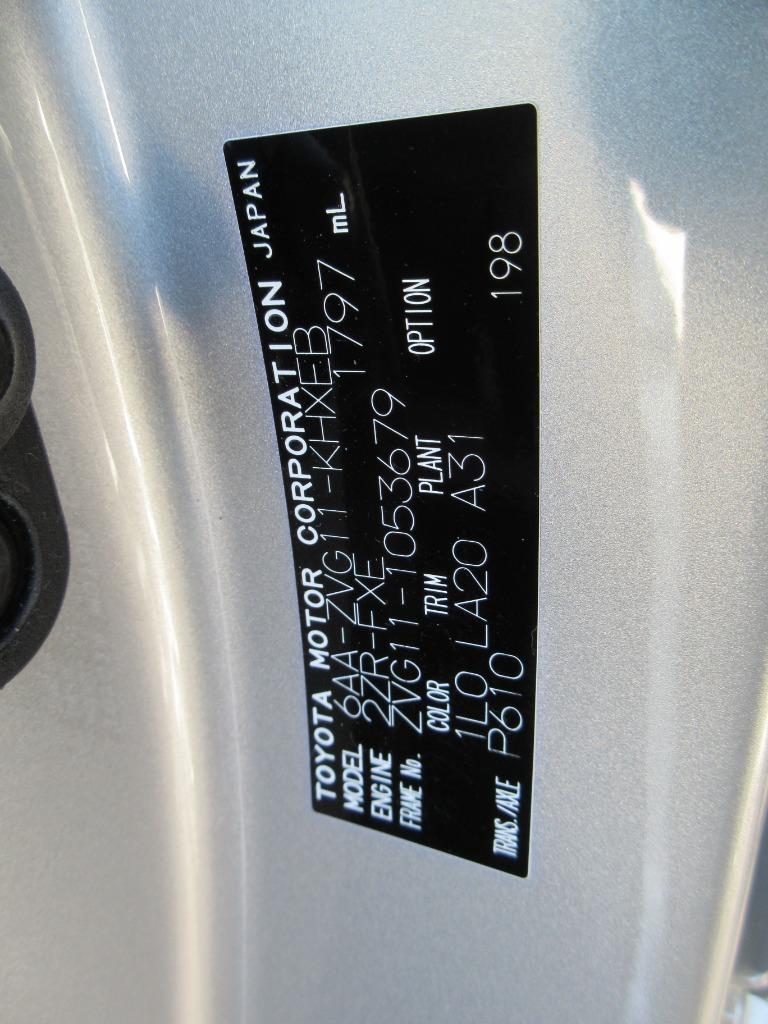 TOYOTA MOTOR CORPORATION JAPAN
MODEL 6AA-ZVG11-KHXEB
ENGINE 2ZR-FXE 1797 mL
FRAME No. ZVG11-1053679
COLOR TRIM PLANT OPTION
1L0 LA20 A31
TRANS./AXLE P610 198